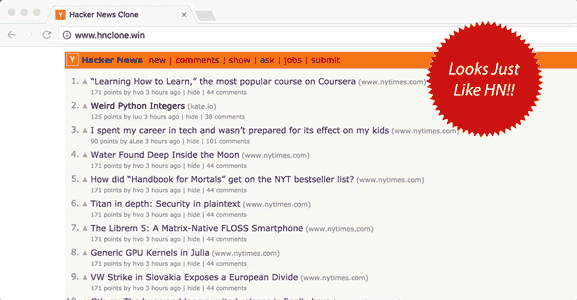 Hacker News Clone
www.hnclone.win
Y Hacker News new | comments | show | ask | jobs | submit
Looks Just
Like HN!!
1. “Learning How to Learn,” the most popular course on Coursera (www.nytimes.com)
171 points by hvo 3 hours ago | hide | 44 comments
2. Weird Python Integers (kate.io)
125 points by luu 3 hours ago | hide | 38 comments
3. I spent my career in tech and wasn’t prepared for its effect on my kids (www.nytimes.com)
90 points by aLee 3 hours ago | hide | 101 comments
4. Water Found Deep Inside the Moon (www.nytimes.com)
171 points by hvo 3 hours ago | hide | 44 comments
5. How did “Handbook for Mortals” get on the NYT bestseller list? (www.nytimes.com)
171 points by hvo 3 hours ago | hide | 44 comments
6. Titan in depth: Security in plaintext (www.nytimes.com)
171 points by hvo 3 hours ago | hide | 44 comments
7. The Librem 5: A Matrix-Native FLOSS Smartphone (www.nytimes.com)
171 points by hvo 3 hours ago | hide | 44 comments
8. Generic GPU Kernels in Julia (www.nytimes.com)
171 points by hvo 3 hours ago | hide | 44 comments
9. VW Strike in Slovakia Exposes a European Divide (www.nytimes.com)
171 points by hvo 3 hours ago | hide | 44 comments